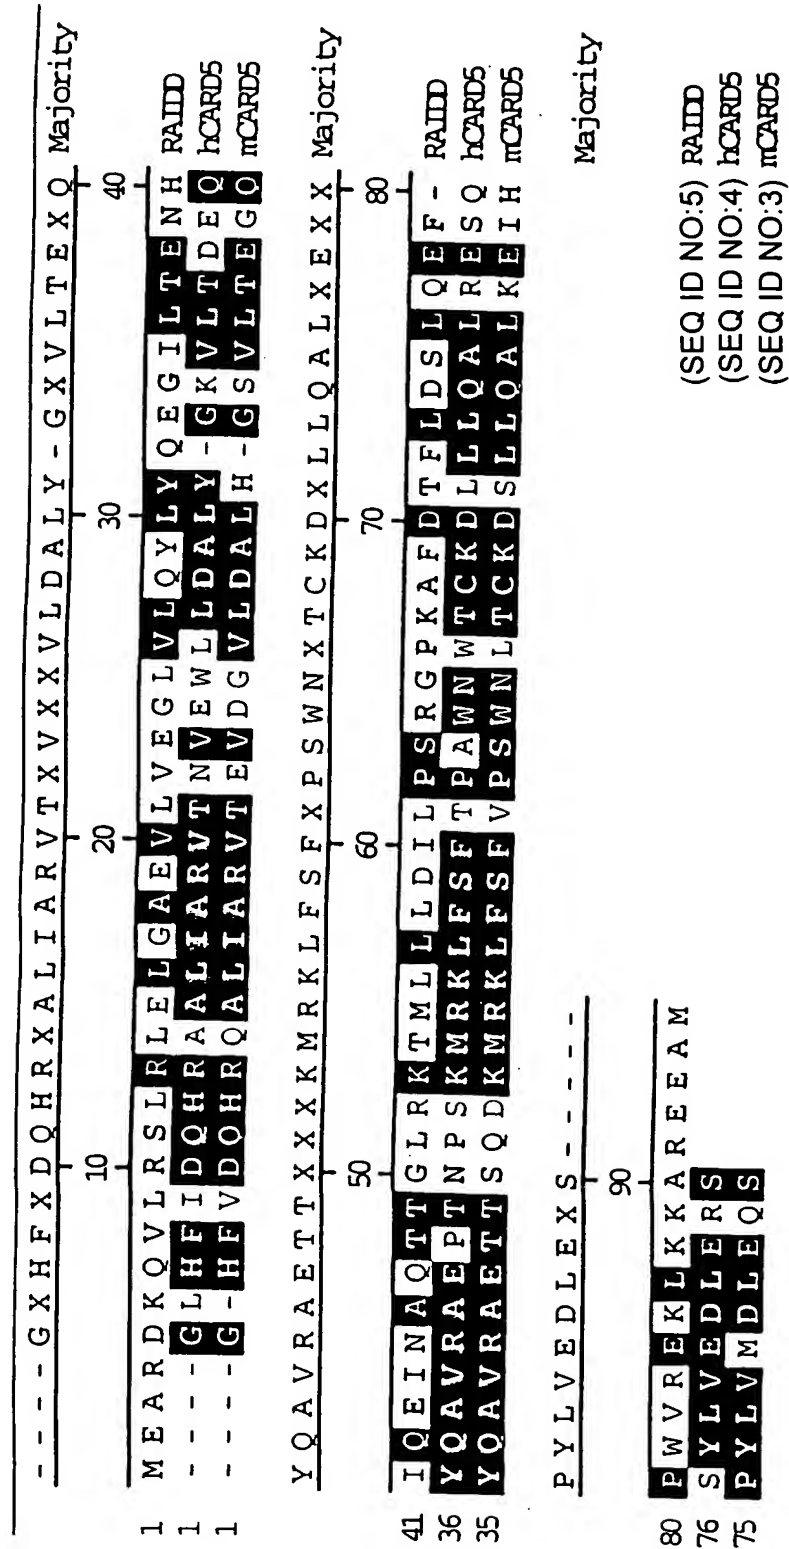 - - - - G X H F X D Q H R X A L I A R V T X V X X V L D A L Y - G X V L T E X Q Majority
10 20 30 40
1 M E A R D K Q V L R S L R L E L G A E V L V E G L V L Q Y L Y Q E G I L T E N H RAIDD
1 - - - - G L H F I D Q H R A A L I A R V T N V E W L L D A L Y - G K V L T D E Q hCARD5
1 - - - - G - H F V D Q H R Q A L I A R V T E V D G V L D A L H - G S V L T E G Q mCARD5
Y Q A V R A E T T X X X K M R K L F S F X P S W N X T C K D X L L Q A L X E X X Majority
50 60 70 80
41 I Q E I N A Q T T G L R K T M L L L D I L P S R G P K A F D T F L D S L Q E F - RAIDD
36 Y Q A V R A E P T N P S K M R K L F S F T P A W N W T C K D L L L Q A L R E S Q hCARD5
35 Y Q A V R A E T T S Q D K M R K L F S F V P S W N L T C K D S L L Q A L K E I H mCARD5
P Y L V E D L E X S - - - - - Majority
90
80 P W V R E K L K K A R E E A M (SEQ ID NO:5) RAIDD
76 S Y L V E D L E R S (SEQ ID NO:4) hCARD5
75 P Y L V M D L E Q S (SEQ ID NO:3) mCARD5